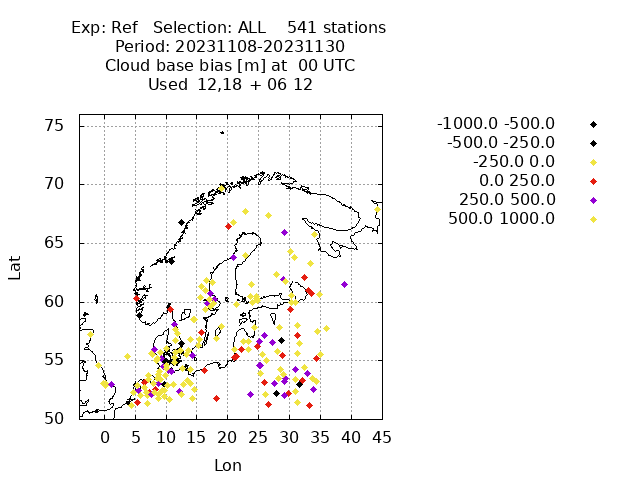 Exp: Ref Selection: ALL 541 stations
Period: 20231108-20231130
Cloud base bias [m] at 00 UTC
Used 12,18 + 06 12
-1000.0 -500.0
-500.0 -250.0
-250.0 0.0
0.0 250.0
250.0 500.0
500.0 1000.0
75
70
65
60
55
50
Lat
0 5 10 15 20 25 30 35 40 45
Lon